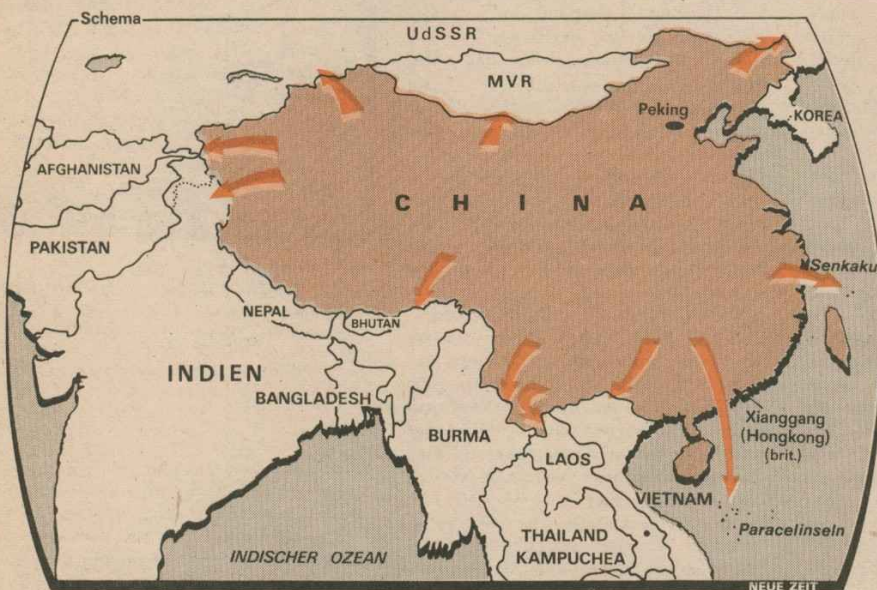 Schema
UdSSR
MVR
Peking
KOREA
AFGHANISTAN
CHINA
PAKISTAN
Senkaku
NEPAL
BHUTAN
INDIEN
BANGLADESH
Xianggang
(Hongkong)
(brit.)
BURMA
LAOS
VIETNAM
Paracelinseln
THAILAND
KAMPUCHEA
INDISCHER OZEAN
NEUE ZEIT